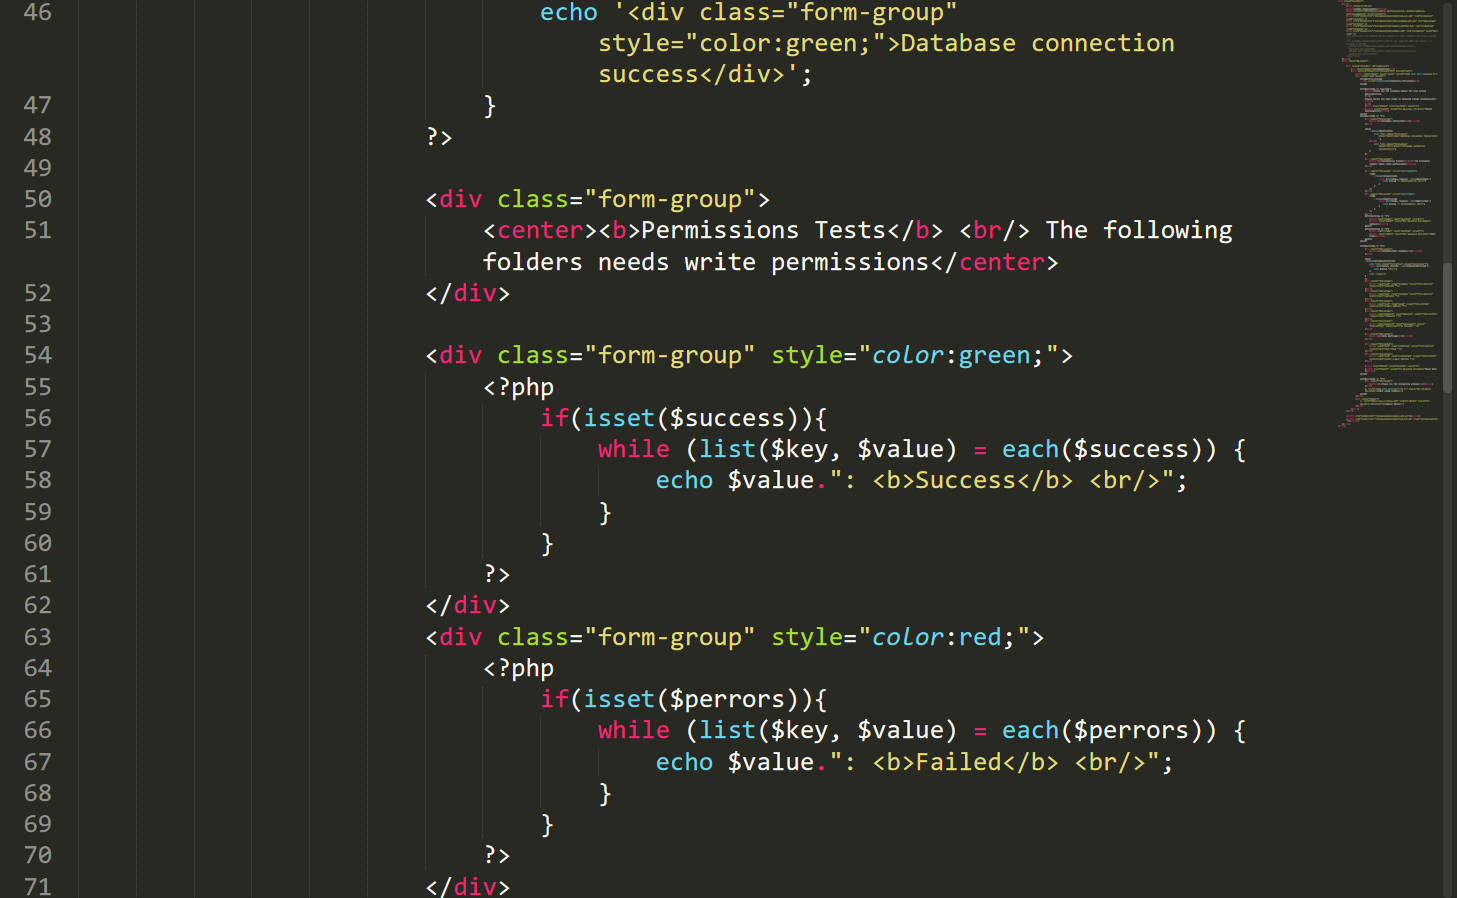 46 echo '<div class="form-group"
style="color:green;">Database connection
success</div>';
47 }
48 ?>
49
50 <div class="form-group">
51 <center><b>Permissions Tests</b> <br/> The following
folders needs write permissions</center>
52 </div>
53
54 <div class="form-group" style="color:green;">
55 <?php
56 if(isset($success)){
57 while (list($key, $value) = each($success)) {
58 echo $value.": <b>Success</b> <br/>";
59 }
60 }
61 ?>
62 </div>
63 <div class="form-group" style="color:red;">
64 <?php
65 if(isset($perrors)){
66 while (list($key, $value) = each($perrors)) {
67 echo $value.": <b>Failed</b> <br/>";
68 }
69 }
70 ?>
71 </div>